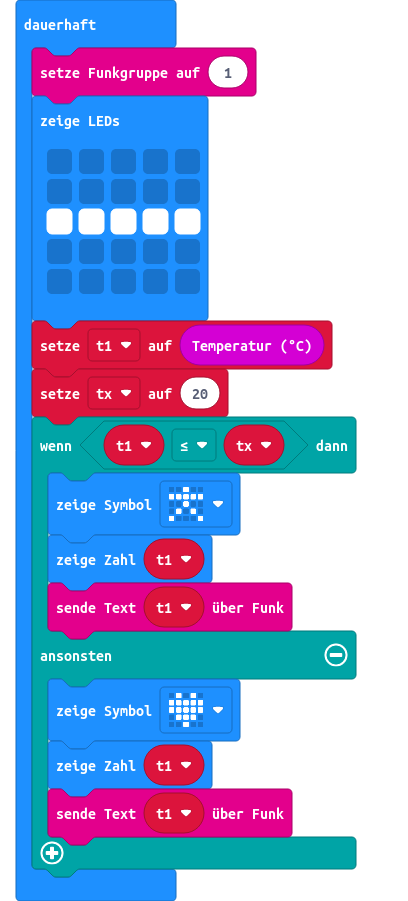 dauerhaft
setze Funkgruppe auf 1
zeige LEDs
setze t1 auf Temperatur (°C)
setze tx auf 20
wenn t1 ≤ tx dann
zeige Symbol
zeige Zahl t1
sende Text t1 über Funk
ansonsten
zeige Symbol
zeige Zahl t1
sende Text t1 über Funk